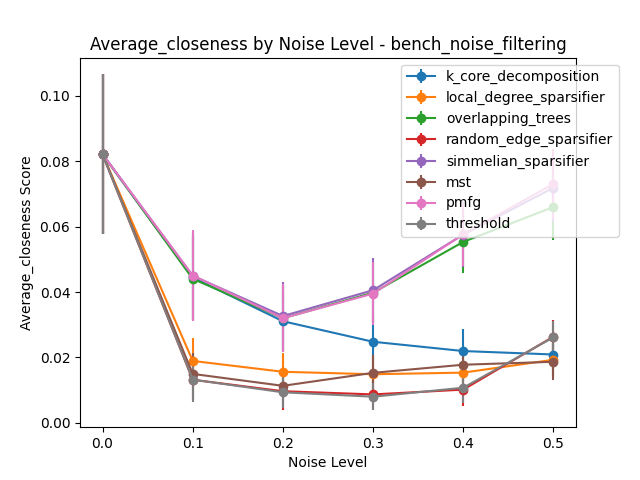 Average_closeness by Noise Level - bench_noise_filtering
Average_closeness Score
0.10
0.08
0.06
0.04
0.02
0.00
k_core_decomposition
local_degree_sparsifier
overlapping_trees
random_edge_sparsifier
simmelian_sparsifier
mst
pmfg
threshold
0.0
0.1
0.2
0.3
0.4
0.5
Noise Level